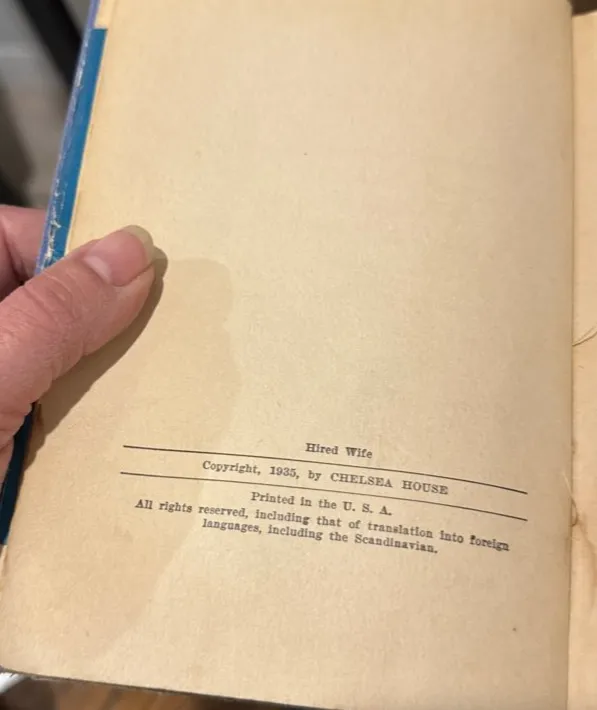 Hired Wife
Copyright, 1935, by CHELSEA HOUSE
Printed in the U. S. A.
All rights reserved, including that of translation into foreign
languages, including the Scandinavian.